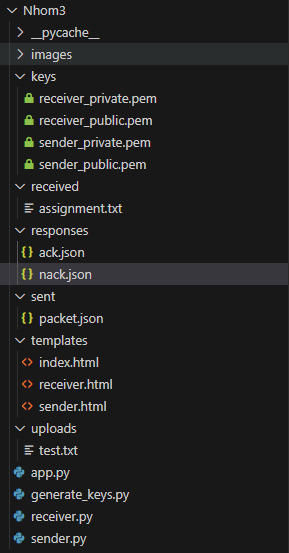 Nhom3
__pycache__
images
keys
receiver_private.pem
receiver_public.pem
sender_private.pem
sender_public.pem
received
assignment.txt
responses
{} ack.json
{} nack.json
sent
{} packet.json
templates
<> index.html
<> receiver.html
<> sender.html
uploads
test.txt
app.py
generate_keys.py
receiver.py
sender.py